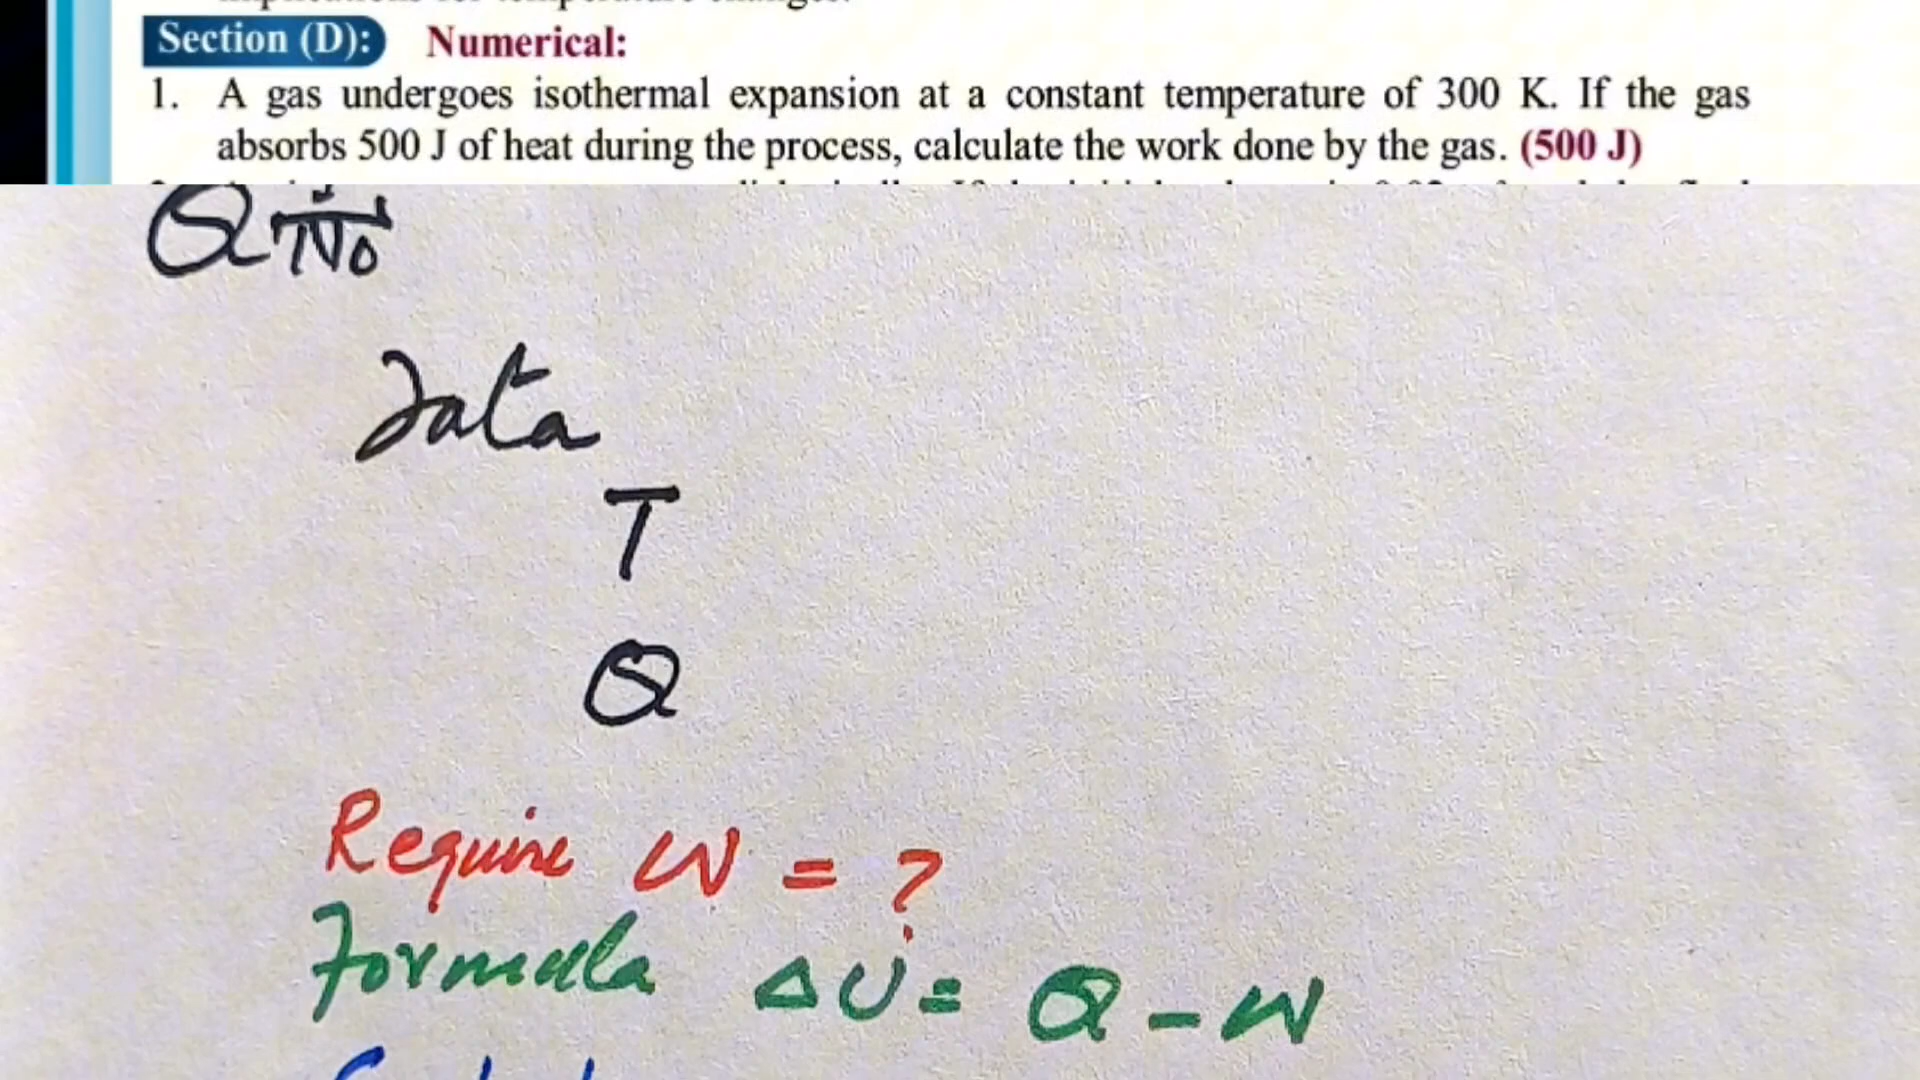 Section (D): Numerical:
1. A gas undergoes isothermal expansion at a constant temperature of 300 K. If the gas
absorbs 500 J of heat during the process, calculate the work done by the gas. (500 J)
Q No
Data
T
Q
Require W = ?
Formula ΔU = Q - W